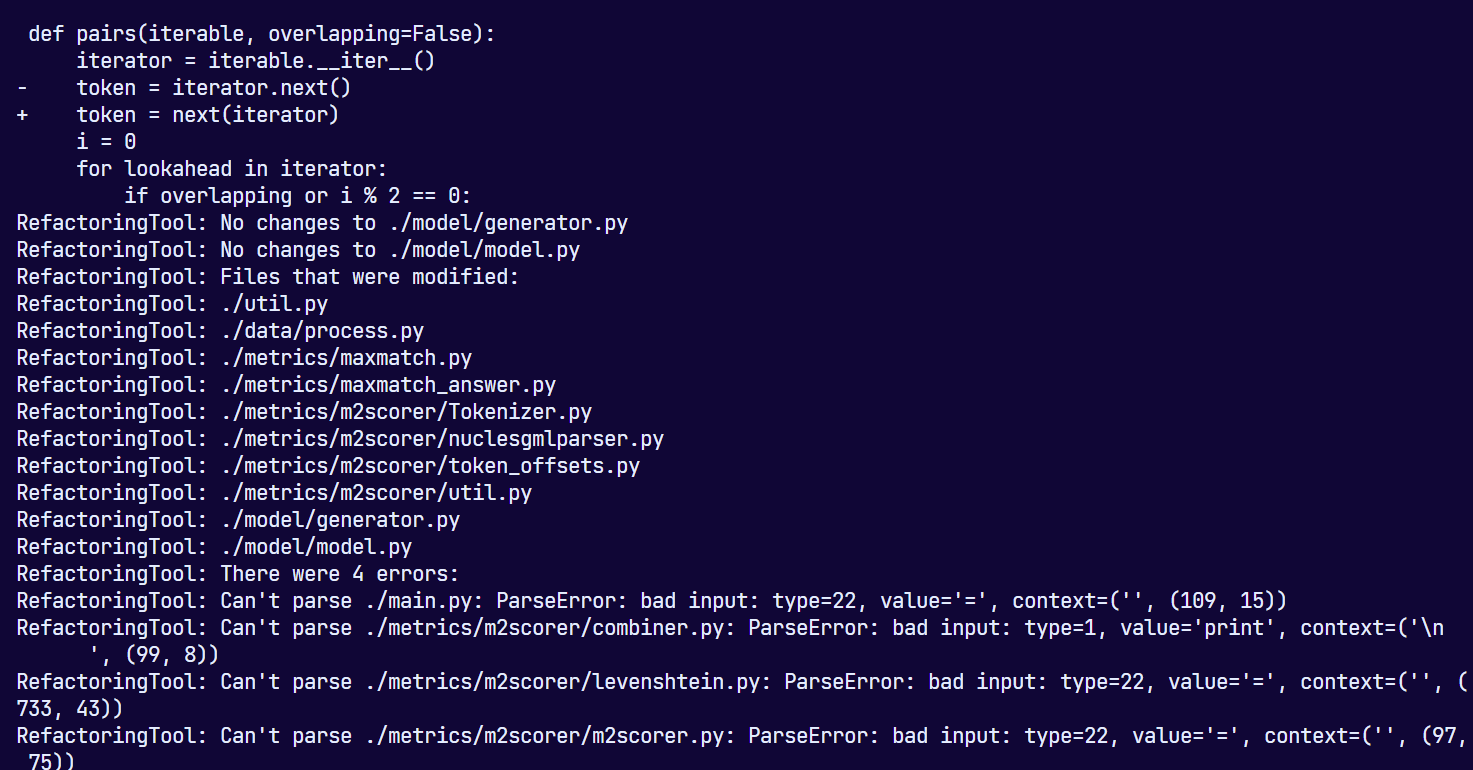 def pairs(iterable, overlapping=False):
    iterator = iterable.__iter__()
-    token = iterator.next()
+    token = next(iterator)
     i = 0
     for lookahead in iterator:
         if overlapping or i % 2 == 0:
RefactoringTool: No changes to ./model/generator.py
RefactoringTool: No changes to ./model/model.py
RefactoringTool: Files that were modified:
RefactoringTool: ./util.py
RefactoringTool: ./data/process.py
RefactoringTool: ./metrics/maxmatch.py
RefactoringTool: ./metrics/maxmatch_answer.py
RefactoringTool: ./metrics/m2scorer/Tokenizer.py
RefactoringTool: ./metrics/m2scorer/nuclesgmlparser.py
RefactoringTool: ./metrics/m2scorer/token_offsets.py
RefactoringTool: ./metrics/m2scorer/util.py
RefactoringTool: ./model/generator.py
RefactoringTool: ./model/model.py
RefactoringTool: There were 4 errors:
RefactoringTool: Can't parse ./main.py: ParseError: bad input: type=22, value='=', context=('', (109, 15))
RefactoringTool: Can't parse ./metrics/m2scorer/combiner.py: ParseError: bad input: type=1, value='print', context=('\n
      ', (99, 8))
RefactoringTool: Can't parse ./metrics/m2scorer/levenshtein.py: ParseError: bad input: type=22, value='=', context=('', (
733, 43))
RefactoringTool: Can't parse ./metrics/m2scorer/m2scorer.py: ParseError: bad input: type=22, value='=', context=('', (97,
 75))